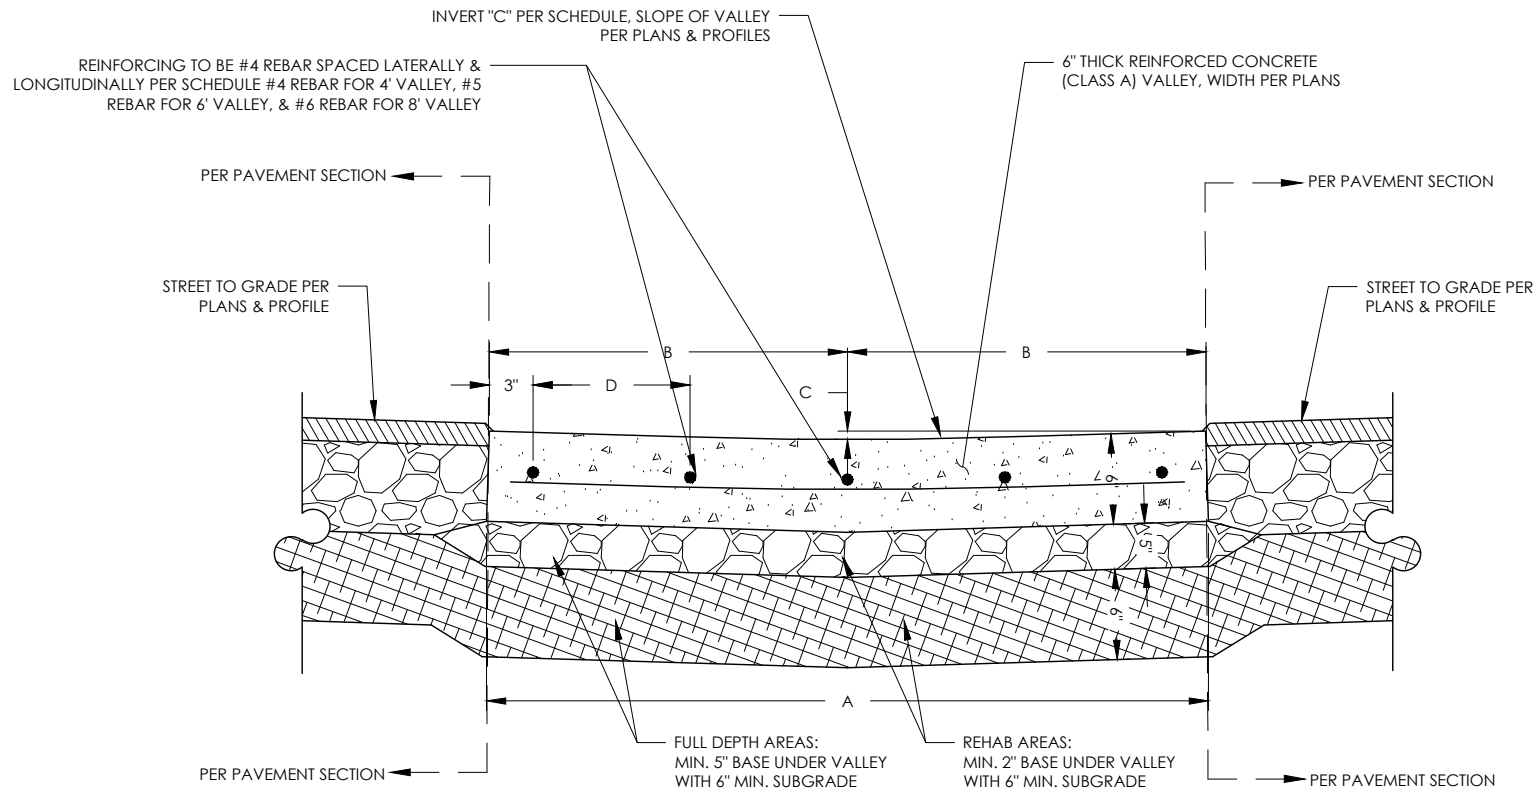 INVERT "C" PER SCHEDULE, SLOPE OF VALLEY
PER PLANS & PROFILES
REINFORCING TO BE #4 REBAR SPACED LATERALLY &
LONGITUDINALLY PER SCHEDULE #4 REBAR FOR 4' VALLEY, #5
REBAR FOR 6' VALLEY, & #6 REBAR FOR 8' VALLEY
6" THICK REINFORCED CONCRETE
(CLASS A) VALLEY, WIDTH PER PLANS
PER PAVEMENT SECTION
PER PAVEMENT SECTION
STREET TO GRADE PER
PLANS & PROFILE
STREET TO GRADE PER
PLANS & PROFILE
B
B
3"
D
C
6"
5"
6"
A
FULL DEPTH AREAS:
MIN. 5" BASE UNDER VALLEY
WITH 6" MIN. SUBGRADE
REHAB AREAS:
MIN. 2" BASE UNDER VALLEY
WITH 6" MIN. SUBGRADE
PER PAVEMENT SECTION
PER PAVEMENT SECTION